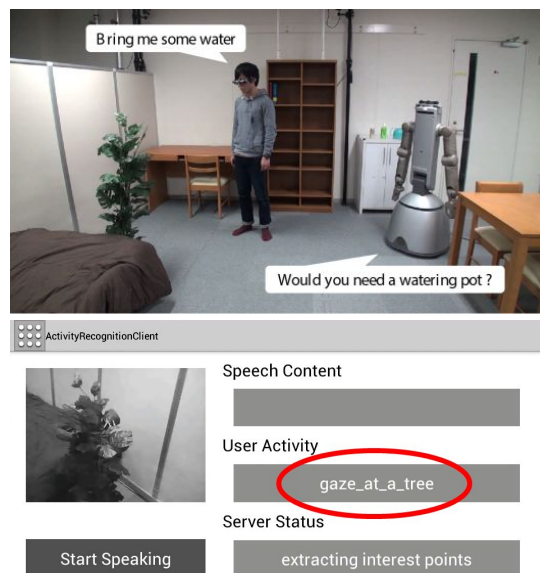 Bring me some water
Would you need a watering pot ?
ActivityRecognitionClient
Speech Content
User Activity
gaze_at_a_tree
Server Status
Start Speaking
extracting interest points